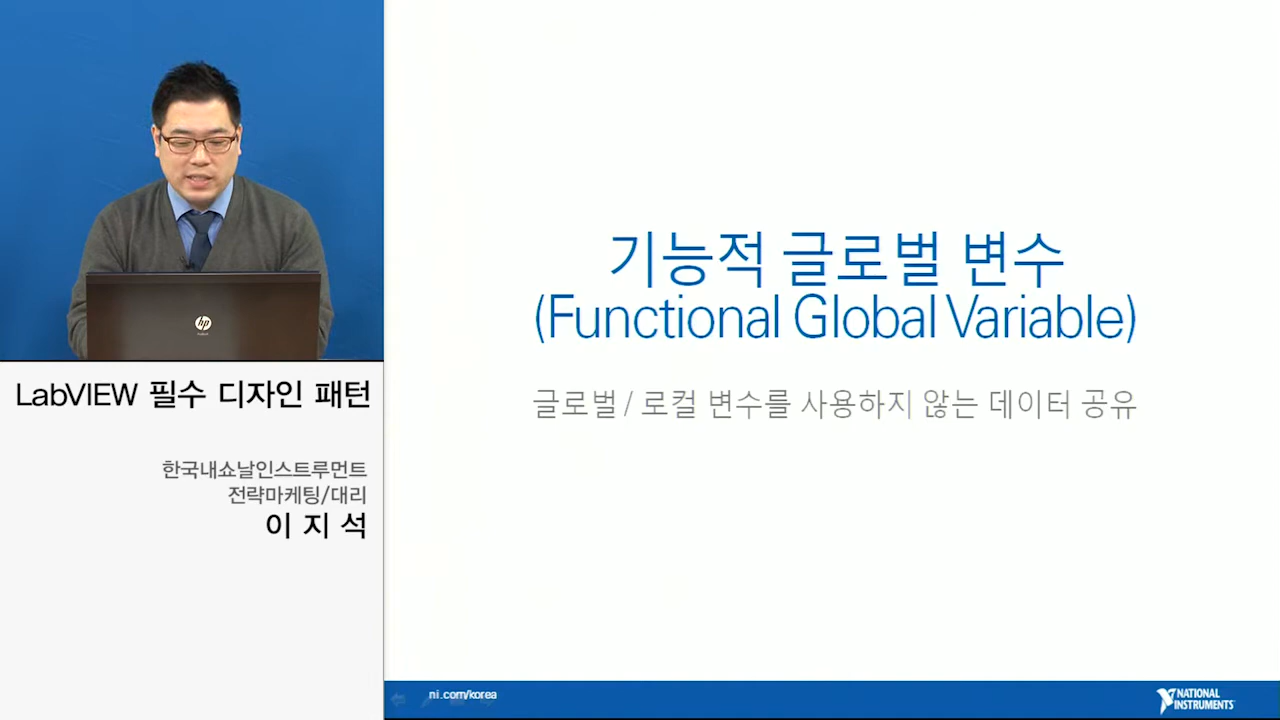 LabVIEW 필수 디자인 패턴
한국내쇼날인스트루먼트
전략마케팅/대리
이 지 석
기능적 글로벌 변수
(Functional Global Variable)
글로벌 / 로컬 변수를 사용하지 않는 데이터 공유
hp
ni.com/korea
NATIONAL
INSTRUMENTS